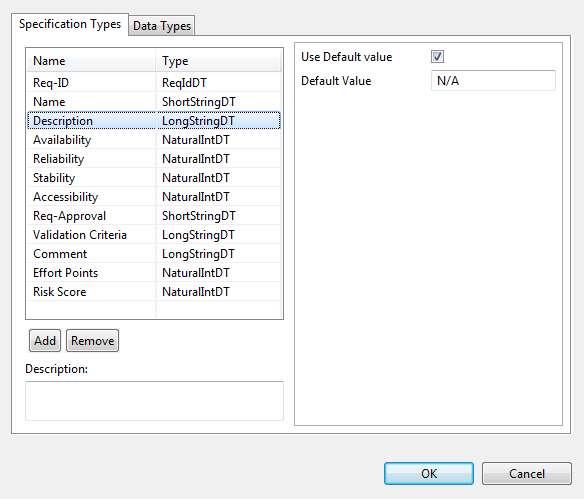 Specification Types Data Types
Name Type
Req-ID ReqIdDT
Name ShortStringDT
Description LongStringDT
Availability NaturalIntDT
Reliability NaturalIntDT
Stability NaturalIntDT
Accessibility NaturalIntDT
Req-Approval ShortStringDT
Validation Criteria LongStringDT
Comment LongStringDT
Effort Points NaturalIntDT
Risk Score NaturalIntDT
Add Remove
Description:
Use Default value
Default Value N/A
OK Cancel